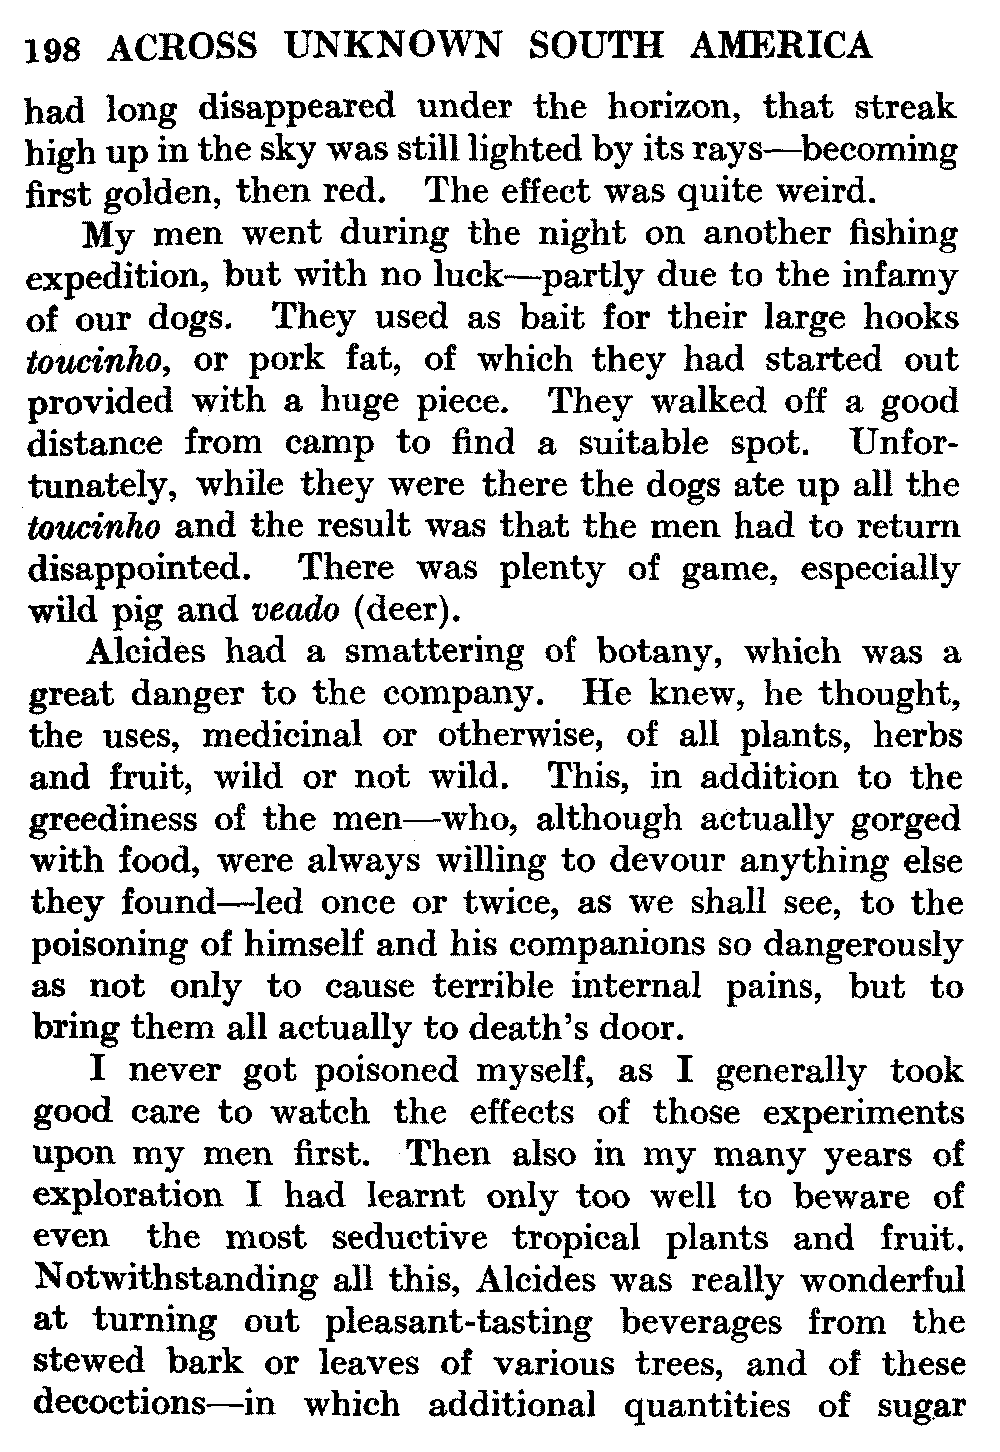 198 ACROSS UNKNOWN SOUTH AMERICA
had long disappeared under the horizon, that streak
high up in the sky was still lighted by its rays—becoming
first golden, then red. The effect was quite weird.
My men went during the night on another fishing
expedition, but with no luck—partly due to the infamy
of our dogs. They used as bait for their large hooks
toucinho, or pork fat, of which they had started out
provided with a huge piece. They walked off a good
distance from camp to find a suitable spot. Unfor-
tunately, while they were there the dogs ate up all the
toucinho and the result was that the men had to return
disappointed. There was plenty of game, especially
wild pig and veado (deer).
Alcides had a smattering of botany, which was a
great danger to the company. He knew, he thought,
the uses, medicinal or otherwise, of all plants, herbs
and fruit, wild or not wild. This, in addition to the
greediness of the men—who, although actually gorged
with food, were always willing to devour anything else
they found—led once or twice, as we shall see, to the
poisoning of himself and his companions so dangerously
as not only to cause terrible internal pains, but to
bring them all actually to death's door.
I never got poisoned myself, as I generally took
good care to watch the effects of those experiments
upon my men first. Then also in my many years of
exploration I had learnt only too well to beware of
even the most seductive tropical plants and fruit.
Notwithstanding all this, Alcides was really wonderful
at turning out pleasant-tasting beverages from the
stewed bark or leaves of various trees, and of these
decoctions—in which additional quantities of sugar